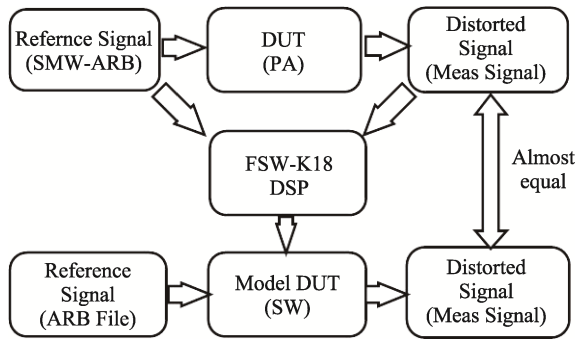 Refernce Signal
(SMW-ARB)
DUT
(PA)
Distorted
Signal
(Meas Signal)
FSW-K18
DSP
Almost
equal
Reference
Signal
(ARB File)
Model DUT
(SW)
Distorted
Signal
(Meas Signal)